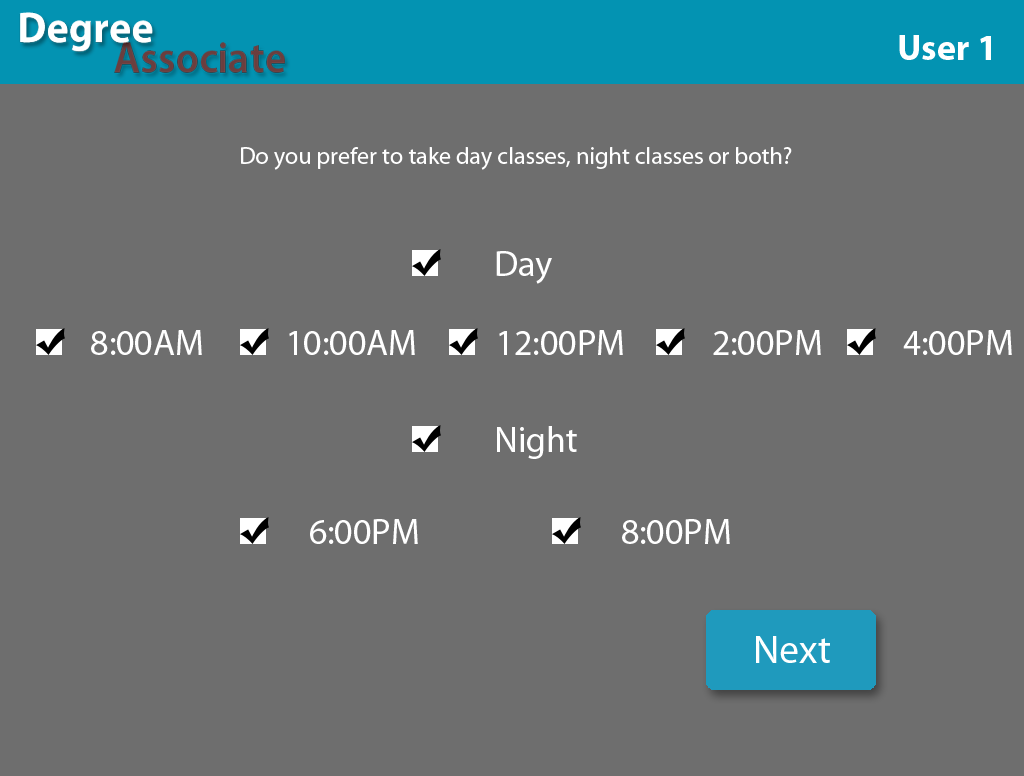 Degree
Associate
User 1
Do you prefer to take day classes, night classes or both?
Day
8:00AM 10:00AM 12:00PM 2:00PM 4:00PM
Night
6:00PM 8:00PM
Next